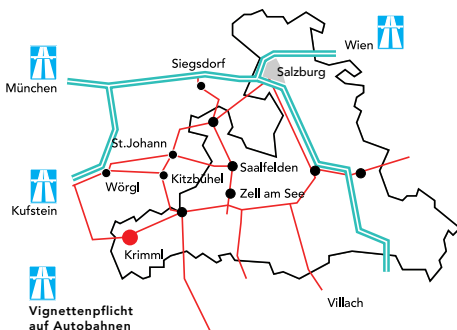 Wien
Siegsdorf
Salzburg
München
St.Johann
Saalfelden
Wörgl
Kitzbühel
Zell am See
Kufstein
Krimml
Villach
Vignettenpflicht
auf Autobahnen